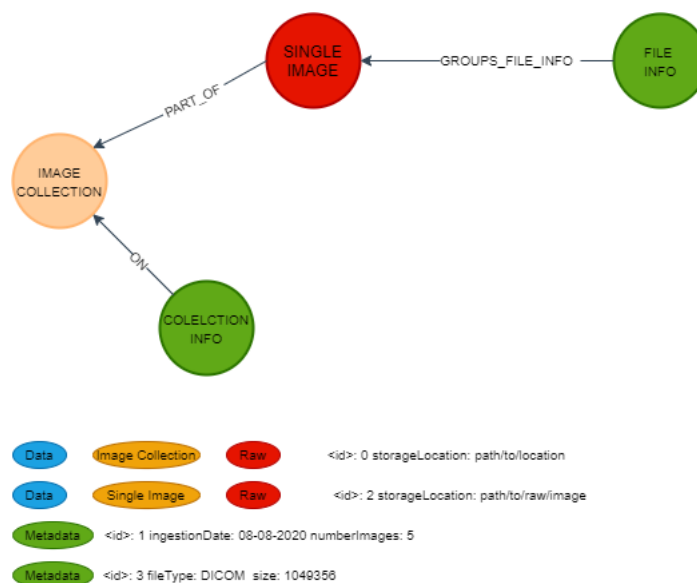 SINGLE
IMAGE
GROUPS_FILE_INFO
FILE
INFO
PART_OF
IMAGE
COLLECTION
ON
COLELCTION
INFO
Data Image Collection Raw <id>: 0 storageLocation: path/to/location
Data Single Image Raw <id>: 2 storageLocation: path/to/raw/image
Metadata <id>: 1 ingestionDate: 08-08-2020 numberImages: 5
Metadata <id>: 3 fileType: DICOM size: 1049356